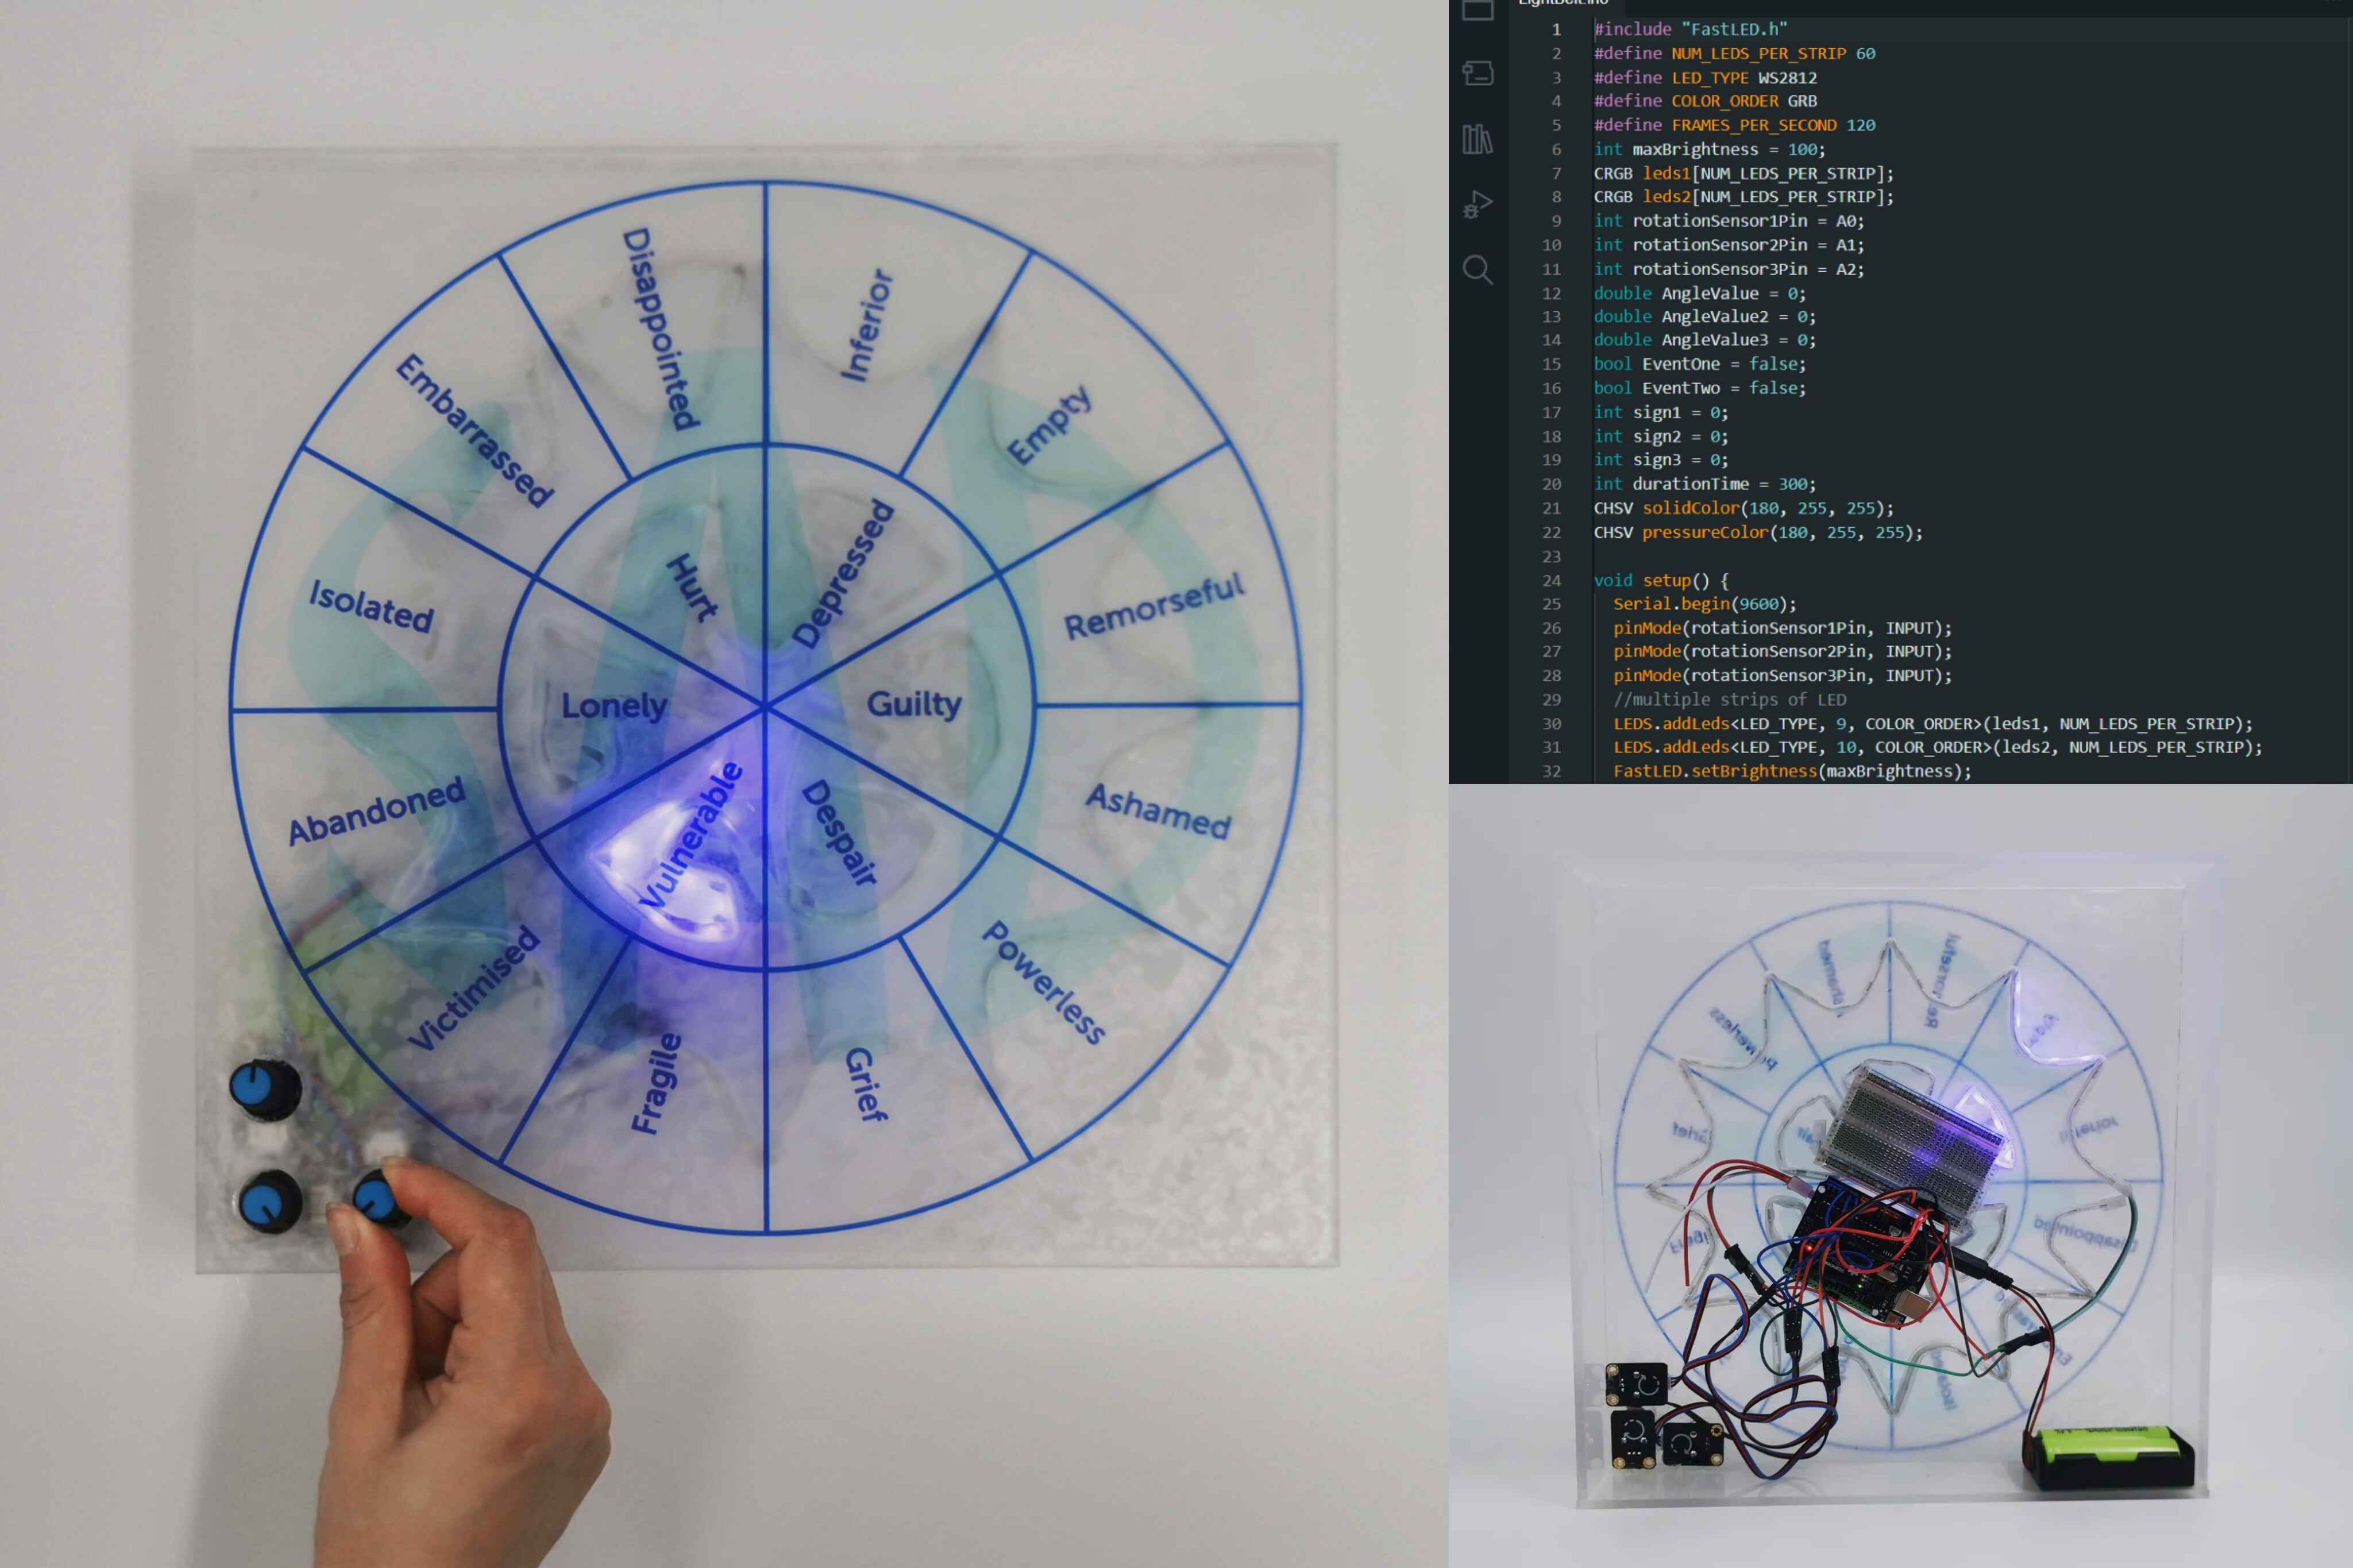 SAD
Disappointed
Inferior
Embarrassed
Empty
Isolated
Hurt
Depressed
Remorseful
Lonely
Guilty
Abandoned
Vulnerable
Despair
Ashamed
Victimised
Fragile
Grief
Powerless
1 #include "FastLED.h"
2 #define NUM_LEDS_PER_STRIP 60
3 #define LED_TYPE WS2812
4 #define COLOR_ORDER GRB
5 #define FRAMES_PER_SECOND 120
6 int maxBrightness = 100;
7 CRGB leds1[NUM_LEDS_PER_STRIP];
8 CRGB leds2[NUM_LEDS_PER_STRIP];
9 int rotationSensor1Pin = A0;
10 int rotationSensor2Pin = A1;
11 int rotationSensor3Pin = A2;
12 double AngleValue = 0;
13 double AngleValue2 = 0;
14 double AngleValue3 = 0;
15 bool EventOne = false;
16 bool EventTwo = false;
17 int sign1 = 0;
18 int sign2 = 0;
19 int sign3 = 0;
20 int durationTime = 300;
21 CHSV solidColor(180, 255, 255);
22 CHSV pressureColor(180, 255, 255);
23
24 void setup() {
25 Serial.begin(9600);
26 pinMode(rotationSensor1Pin, INPUT);
27 pinMode(rotationSensor2Pin, INPUT);
28 pinMode(rotationSensor3Pin, INPUT);
29 //multiple strips of LED
30 LEDS.addLeds<LED_TYPE, 9, COLOR_ORDER>(leds1, NUM_LEDS_PER_STRIP);
31 LEDS.addLeds<LED_TYPE, 10, COLOR_ORDER>(leds2, NUM_LEDS_PER_STRIP);
32 FastLED.setBrightness(maxBrightness);